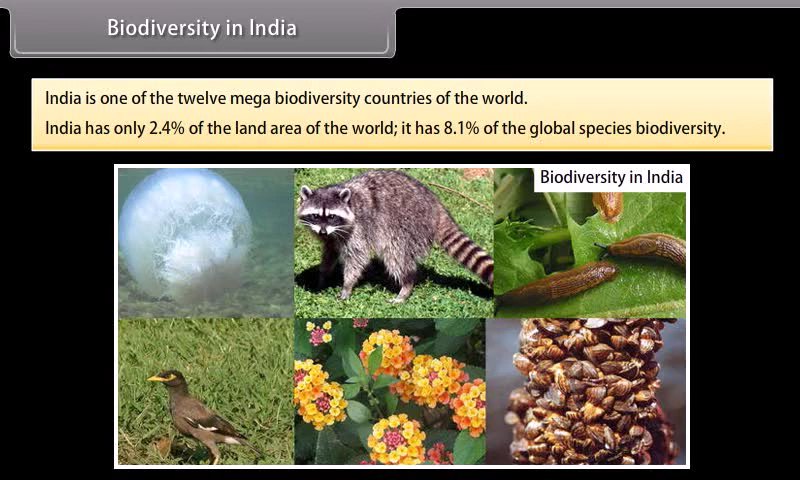 Biodiversity in India
India is one of the twelve mega biodiversity countries of the world.
India has only 2.4% of the land area of the world; it has 8.1% of the global species biodiversity.
Biodiversity in India